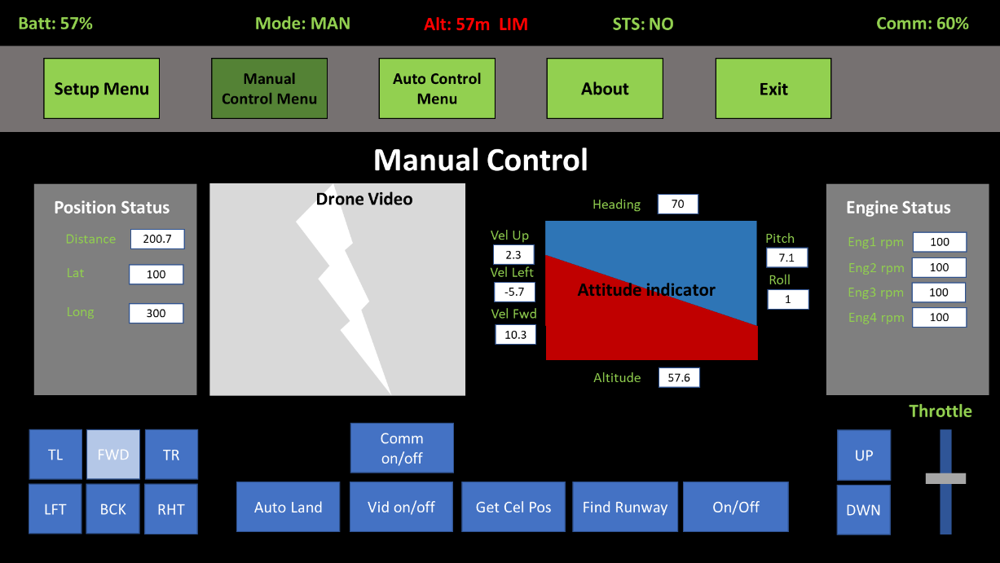 Batt: 57%
Mode: MAN
Alt: 57m  LIM
STS: NO
Comm: 60%
Setup Menu
Manual
Control Menu
Auto Control
Menu
About
Exit
Manual Control
Position Status
Distance 200.7
Lat 100
Long 300
Drone Video
Heading 70
Vel Up
2.3
Vel Left
-5.7
Vel Fwd
10.3
Attitude indicator
Pitch
7.1
Roll
1
Altitude 57.6
Engine Status
Eng1 rpm 100
Eng2 rpm 100
Eng3 rpm 100
Eng4 rpm 100
Throttle
TL
FWD
TR
LFT
BCK
RHT
Comm
on/off
Auto Land
Vid on/off
Get Cel Pos
Find Runway
On/Off
UP
DWN